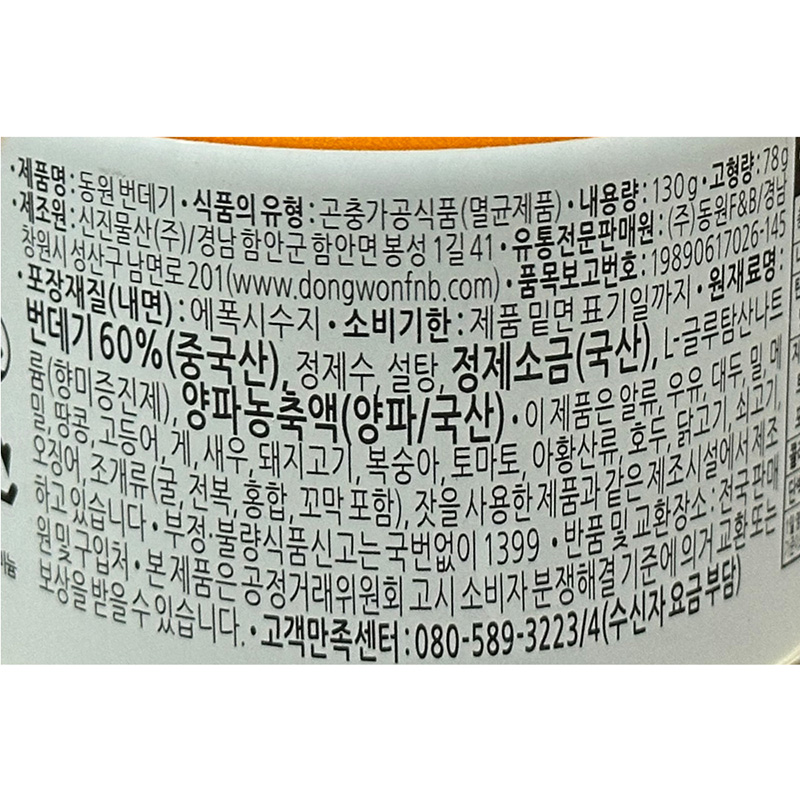 •제품명:동원 번데기 •식품의 유형:곤충가공식품(멸균제품) •내용량:130g •고형량:78g
•제조원:신진물산(주)/경남 함안군 함안면 봉성 1길 41 •유통전문판매원:(주)동원F&B/경남
창원시 성산구 남면로 201(www.dongwonfnb.com) •품목보고번호:19890617026-145
•포장재질(내면):에폭시수지 •소비기한:제품 밑면 표기일까지 •원재료명:
번데기 60%(중국산), 정제수, 설탕, 정제소금(국산), L-글루탐산나트
륨(향미증진제), 양파농축액(양파/국산) •이 제품은 알류, 우유, 대두, 밀, 메
밀, 땅콩, 고등어, 게, 새우, 돼지고기, 복숭아, 토마토, 아황산류, 호두, 닭고기, 쇠고기,
오징어, 조개류(굴, 전복, 홍합, 꼬막 포함), 잣을 사용한 제품과 같은 제조시설에서 제조
하고 있습니다 •부정·불량식품신고는 국번없이 1399 •반품 및 교환장소:전국 판매
원 및 구입처 •본 제품은 공정거래위원회 고시 소비자분쟁해결 기준에 의거 교환 또는
보상을 받을 수 있습니다. •고객만족센터:080-589-3223/4(수신자 요금 부담)